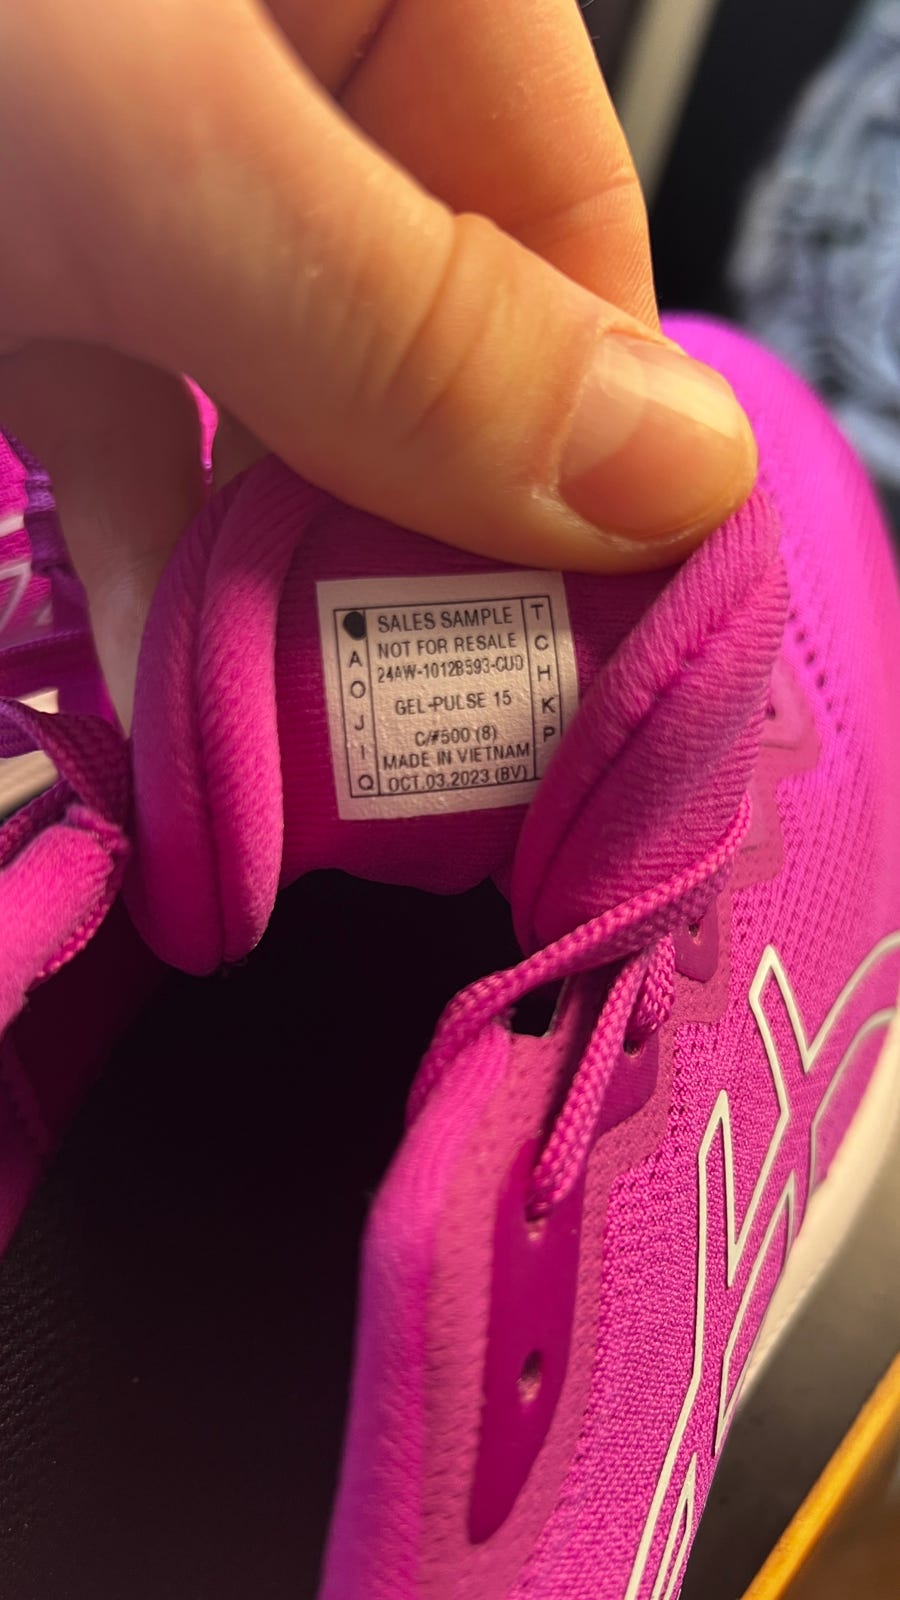 SALES SAMPLE
NOT FOR RESALE
24AW-1012B593-CUO
GEL-PULSE 15
C/#500 (8)
MADE IN VIETNAM
OCT.03.2023 (BV)
A
O
J
I
Q
T
C
H
K
P